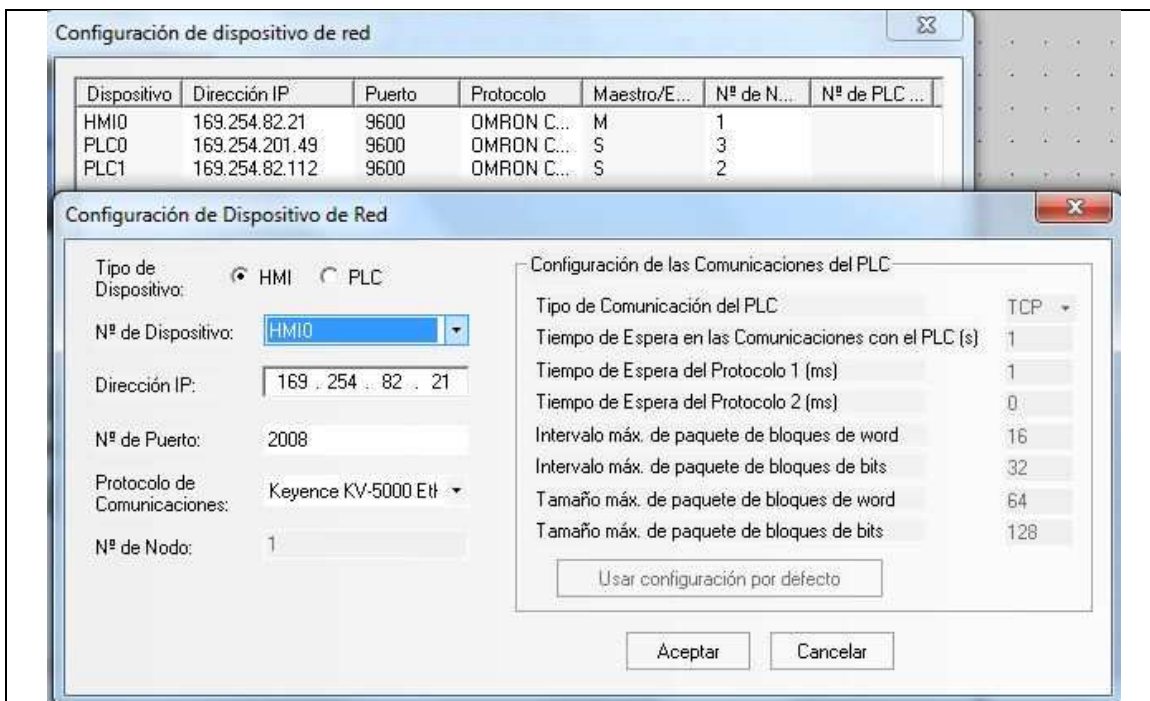 Configuración de dispositivo de red
Dispositivo Dirección IP Puerto Protocolo Maestro/E... Nº de N... Nº de PLC ...
HMI0 169.254.82.21 9600 OMRON C... M 1
PLC0 169.254.201.49 9600 OMRON C... S 3
PLC1 169.254.82.112 9600 OMRON C... S 2
Configuración de Dispositivo de Red
Tipo de Dispositivo: HMI PLC
Nº de Dispositivo: HMI0
Dirección IP: 169 . 254 . 82 . 21
Nº de Puerto: 2008
Protocolo de Comunicaciones: Keyence KV-5000 Etl
Nº de Nodo: 1
Configuración de las Comunicaciones del PLC
Tipo de Comunicación del PLC TCP
Tiempo de Espera en las Comunicaciones con el PLC (s) 1
Tiempo de Espera del Protocolo 1 (ms) 1
Tiempo de Espera del Protocolo 2 (ms) 0
Intervalo máx. de paquete de bloques de word 16
Intervalo máx. de paquete de bloques de bits 32
Tamaño máx. de paquete de bloques de word 64
Tamaño máx. de paquete de bloques de bits 128
Usar configuración por defecto
Aceptar Cancelar